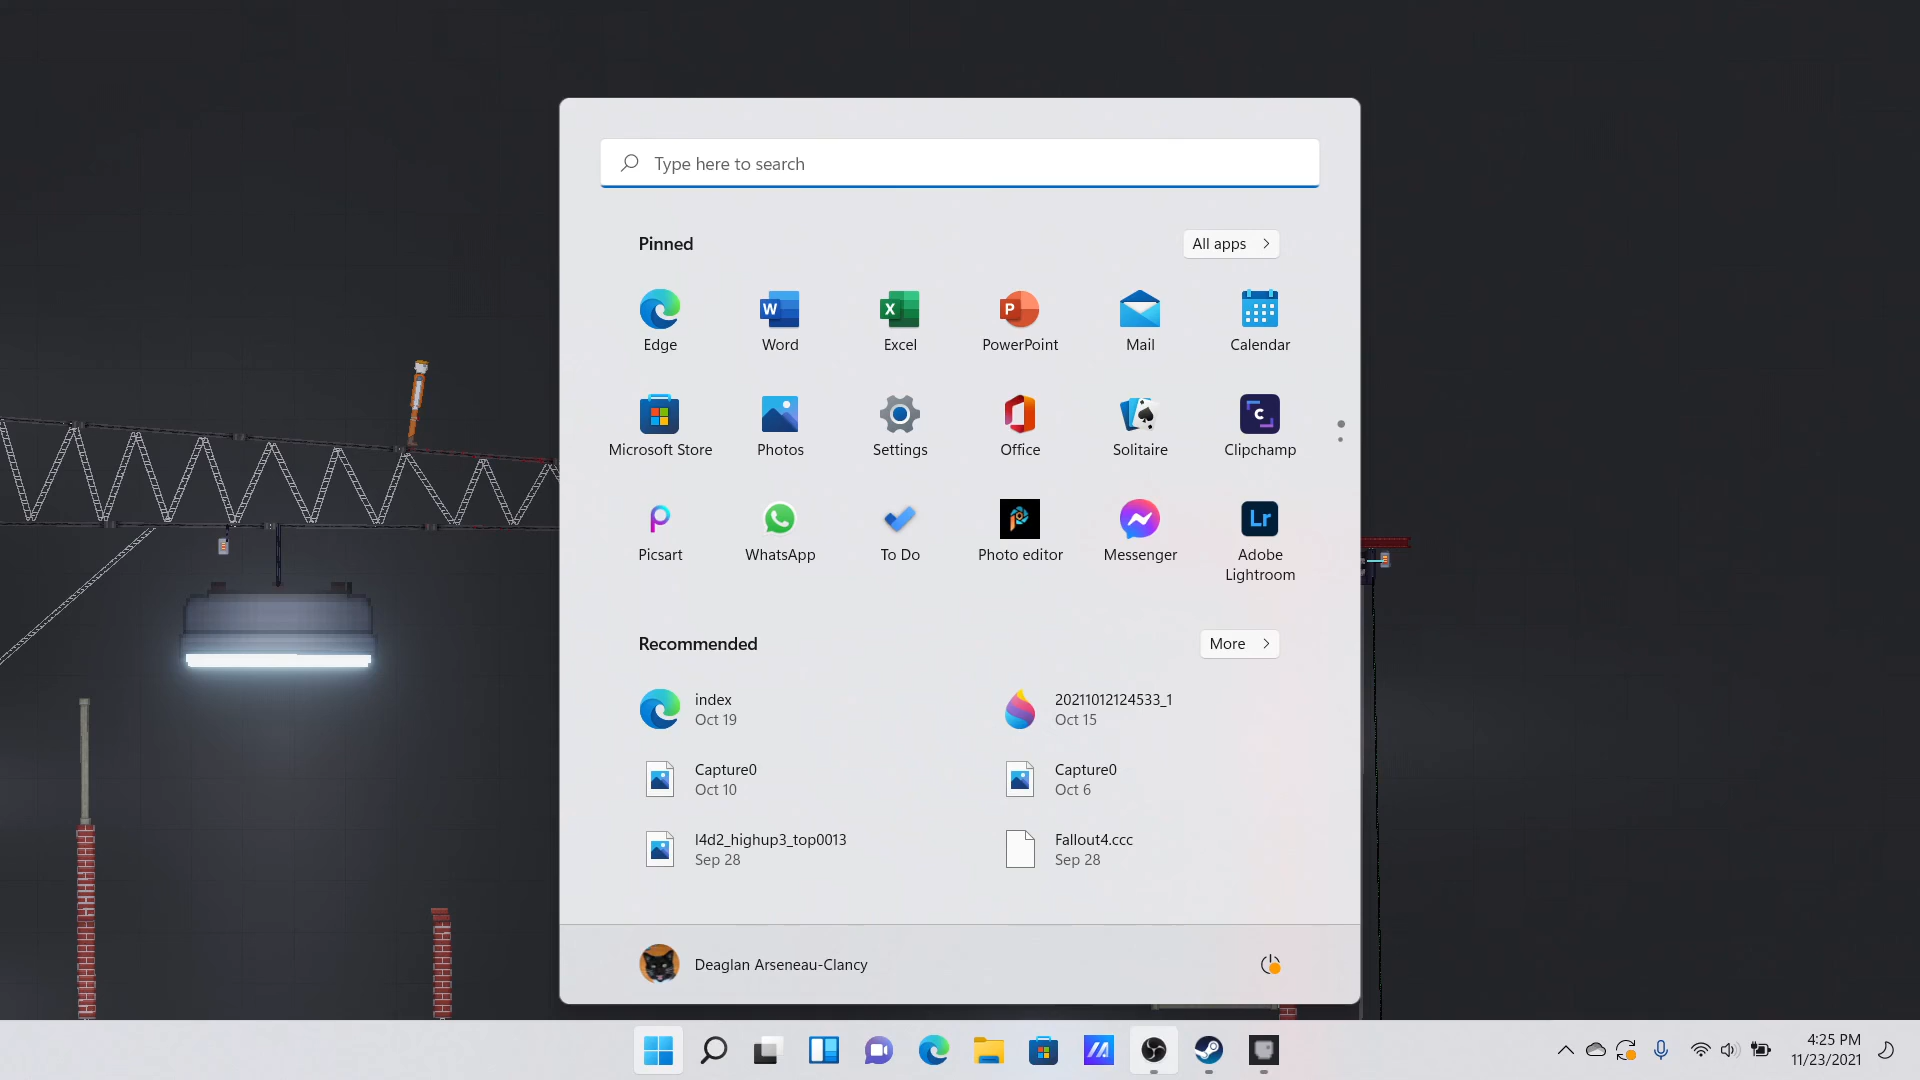 Type here to search
Pinned
All apps
Edge
Word
Excel
PowerPoint
Mail
Calendar
Microsoft Store
Photos
Settings
Office
Solitaire
Clipchamp
Picsart
WhatsApp
To Do
Photo editor
Messenger
Adobe
Lightroom
Recommended
More
index
Oct 19
20211012124533_1
Oct 15
Capture0
Oct 10
Capture0
Oct 6
l4d2_highup3_top0013
Sep 28
Fallout4.ccc
Sep 28
Deaglan Arseneau-Clancy
4:25 PM
11/23/2021